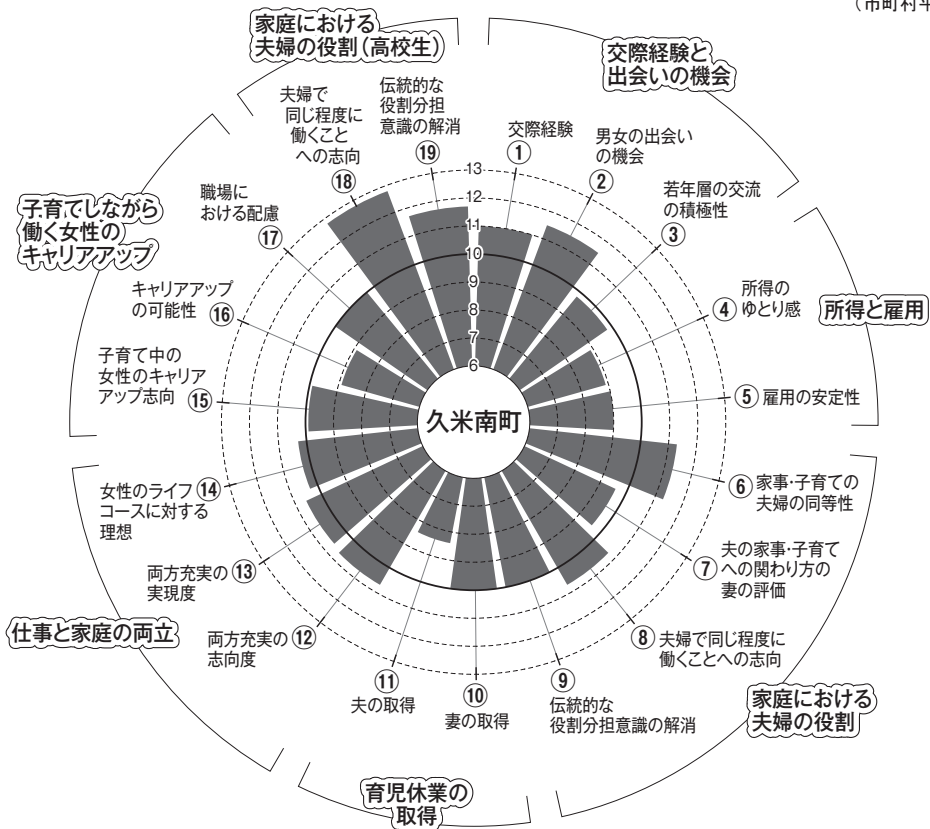 （市町村平
家庭における
夫婦の役割（高校生）
交際経験と
出会いの機会
所得と雇用
家庭における
夫婦の役割
育児休業の
取得
仕事と家庭の両立
子育てしながら
働く女性の
キャリアアップ
交際経験
①
男女の出会い
の機会
②
若年層の交流
の積極性
③
④ 所得の
ゆとり感
⑤ 雇用の安定性
⑥ 家事・子育ての
夫婦の同等性
夫の家事・子育て
⑦ への関わり方の
妻の評価
⑧ 夫婦で同じ程度に
働くことへの志向
⑨
伝統的な
役割分担意識の解消
⑩
妻の取得
⑪
夫の取得
両方充実の ⑫
志向度
両方充実の ⑬
実現度
女性のライフ ⑭
コースに対する
理想
子育て中の
女性のキャリア
アップ志向 ⑮
キャリアアップ
の可能性 ⑯
職場に
おける配慮
⑰
夫婦で
同じ程度に
働くこと
への志向
⑱
伝統的な
役割分担
意識の解消
⑲
13
12
11
10
9
8
7
6
久米南町